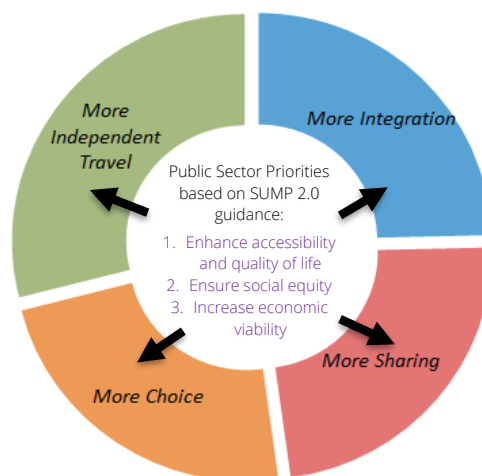 More
Independent
Travel
More Integration
Public Sector Priorities
based on SUMP 2.0
guidance:
1. Enhance accessibility
and quality of life
2. Ensure social equity
3. Increase economic
viability
More Choice
More Sharing